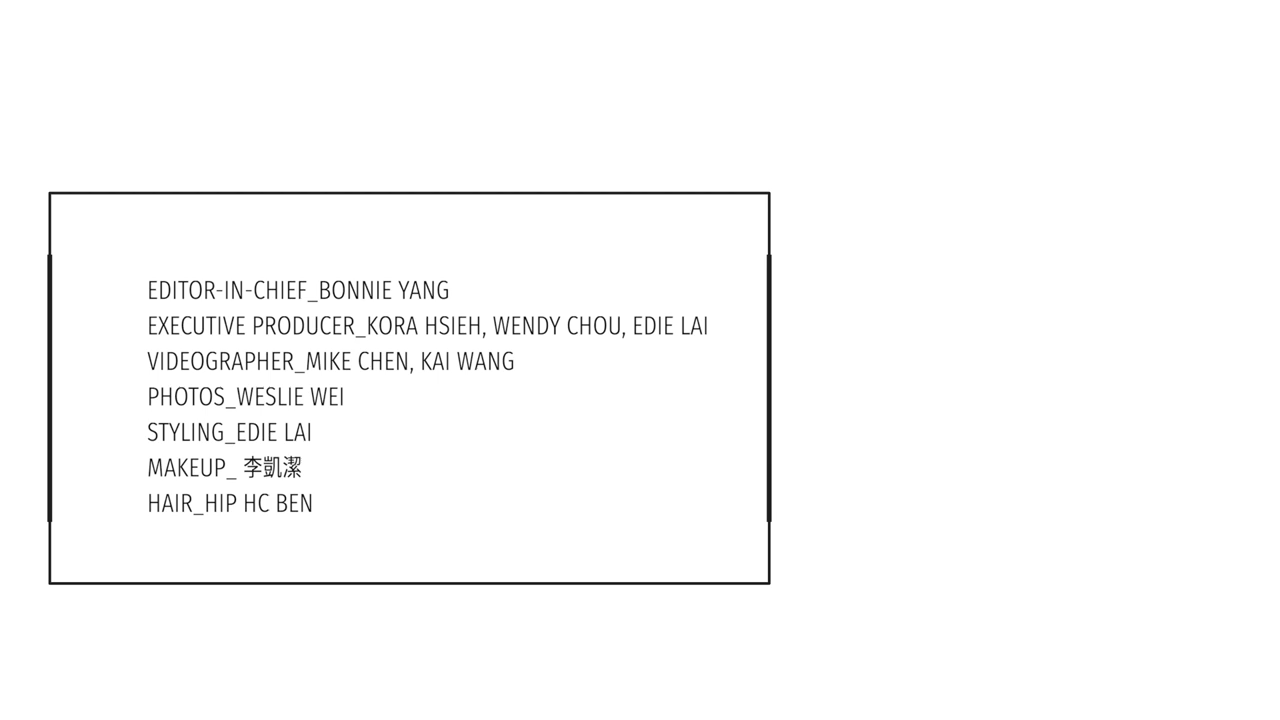 EDITOR-IN-CHIEF_BONNIE YANG
EXECUTIVE PRODUCER_KORA HSIEH, WENDY CHOU, EDIE LAI
VIDEOGRAPHER_MIKE CHEN, KAI WANG
PHOTOS_WESLIE WEI
STYLING_EDIE LAI
MAKEUP_ 李凱潔
HAIR_HIP HC BEN